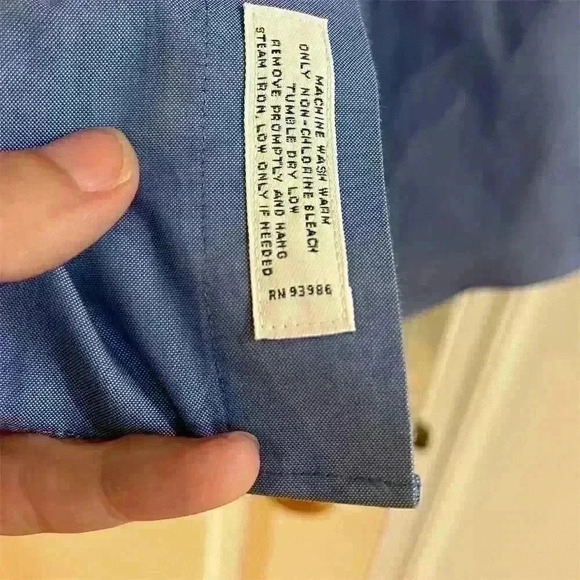 MACHINE WASH WARM
ONLY NON-CHLORINE BLEACH
TUMBLE DRY LOW
REMOVE PROMPTLY AND HANG
STEAM IRON, LOW ONLY IF NEEDED
RN 93986